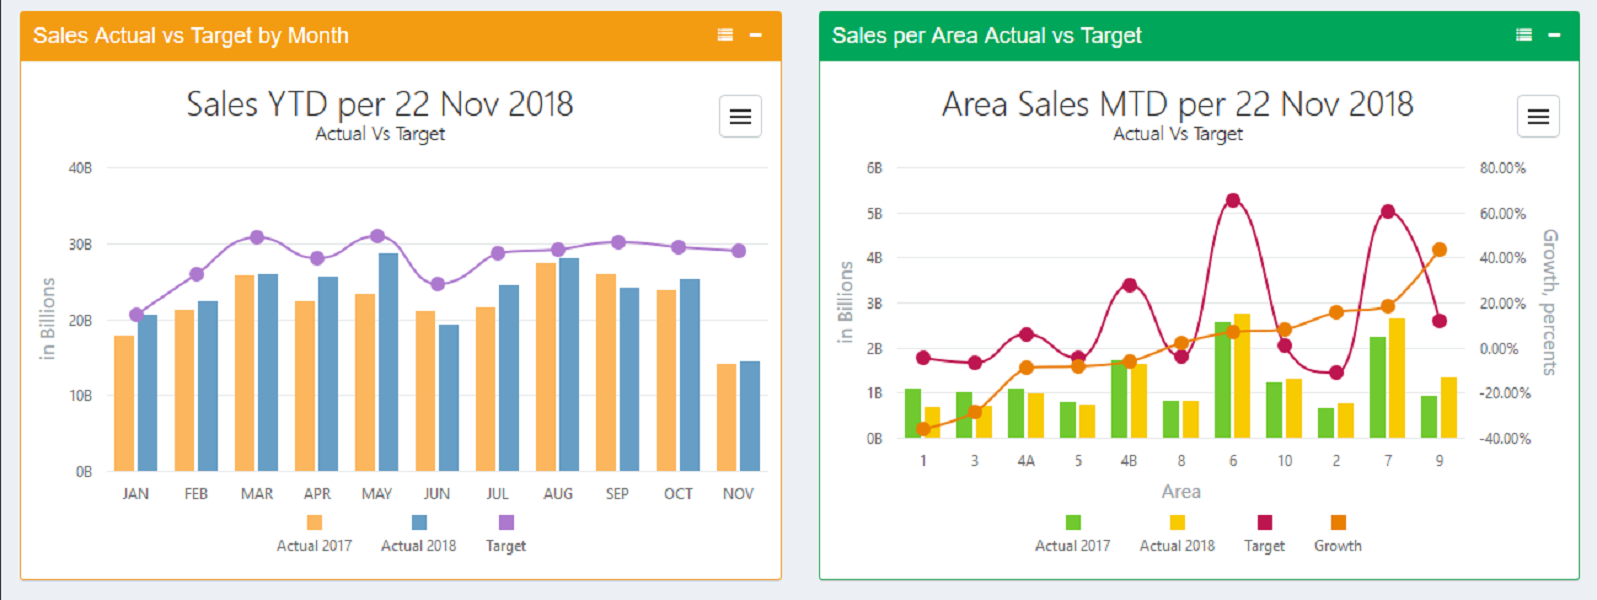 Sales Actual vs Target by Month
Sales YTD per 22 Nov 2018
Actual Vs Target
in Billions
40B
30B
20B
10B
0B
JAN FEB MAR APR MAY JUN JUL AUG SEP OCT NOV
Actual 2017 Actual 2018 Target
Sales per Area Actual vs Target
Area Sales MTD per 22 Nov 2018
Actual Vs Target
in Billions
6B
5B
4B
3B
2B
1B
0B
80.00%
60.00%
40.00%
20.00%
0.00%
-20.00%
-40.00%
Growth, percents
1 3 4A 5 4B 8 6 10 2 7 9
Area
Actual 2017 Actual 2018 Target Growth